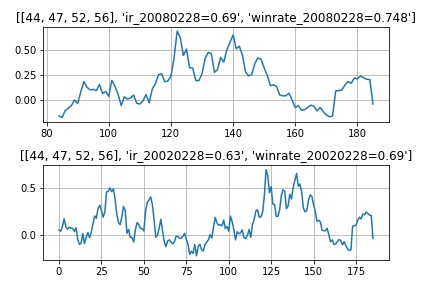 [[44, 47, 52, 56], 'ir_20080228=0.69', 'winrate_20080228=0.748']
0.50
0.25
0.00
80 100 120 140 160 180
[[44, 47, 52, 56], 'ir_20020228=0.63', 'winrate_20020228=0.69']
0.5
0.0
0 25 50 75 100 125 150 175